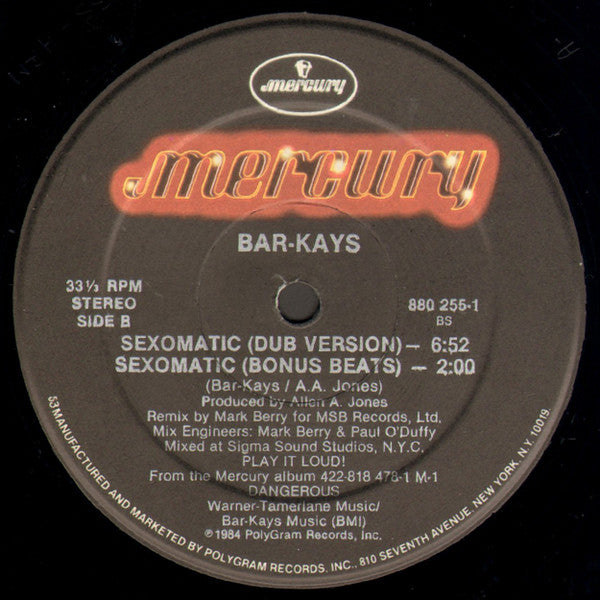 mercury
mercury
BAR-KAYS
33⅓ RPM
STEREO
SIDE B
880 255-1
BS
SEXOMATIC (DUB VERSION) — 6:52
SEXOMATIC (BONUS BEATS) — 2:00
(Bar-Kays / A.A. Jones)
Produced by Allen A. Jones
Remix by Mark Berry for MSB Records, Ltd.
Mix Engineers: Mark Berry & Paul O'Duffy
Mixed at Sigma Sound Studios, N.Y.C.
PLAY IT LOUD!
From the Mercury album 422-818 478-1 M-1
DANGEROUS
Warner-Tamerlane Music/
Bar-Kays Music (BMI)
℗1984 PolyGram Records, Inc.
53 MANUFACTURED AND MARKETED BY POLYGRAM RECORDS, INC., 810 SEVENTH AVENUE, NEW YORK, N.Y. 10019